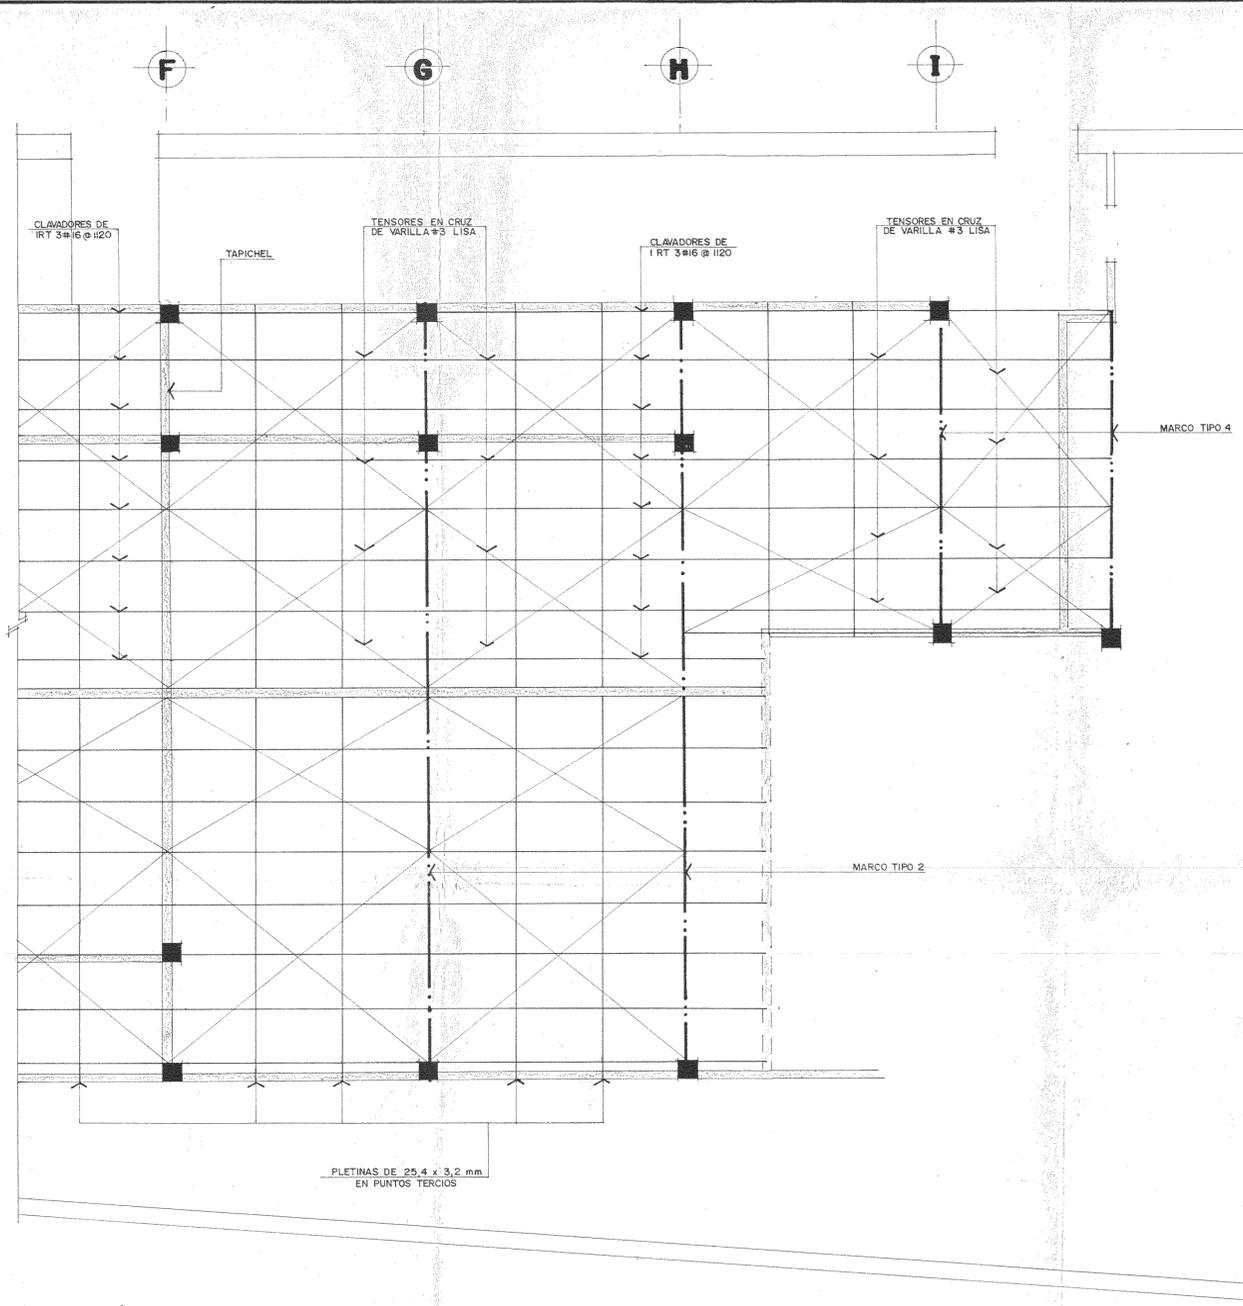 F
G
H
I
CLAVADORES DE
1RT 3#16@1120
TENSORES EN CRUZ
DE VARILLA#3 LISA
TAPICHEL
CLAVADORES DE
1 RT 3#16 @ 1120
TENSORES EN CRUZ
DE VARILLA #3 LISA
MARCO TIPO 4
MARCO TIPO 2
PLETINAS DE 25,4 x 3,2 mm
EN PUNTOS TERCIOS